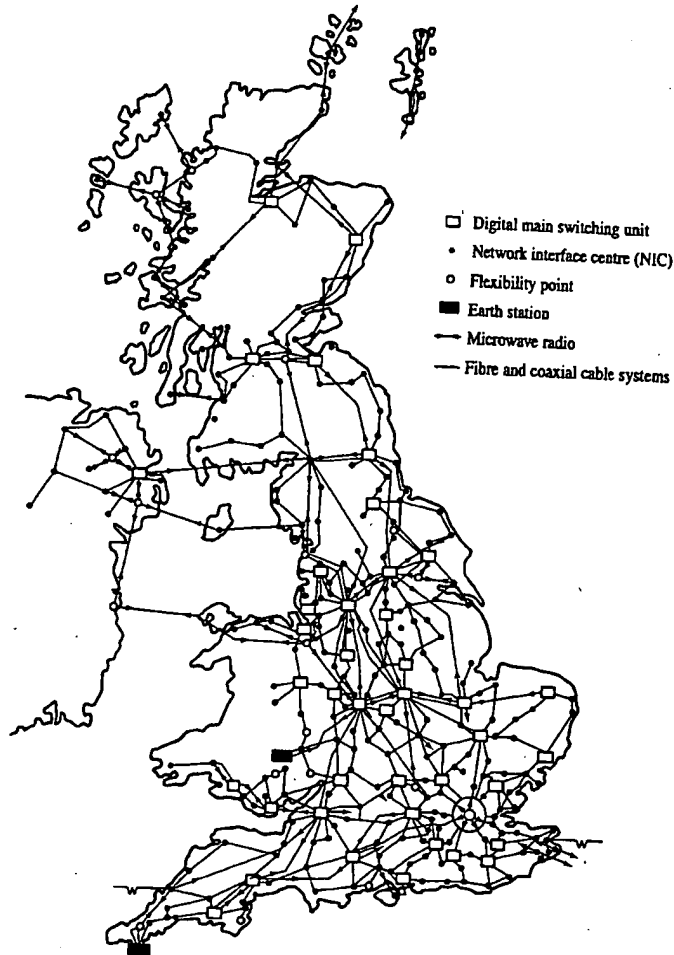 Digital main switching unit
Network interface centre (NIC)
Flexibility point
Earth station
Microwave radio
Fibre and coaxial cable systems